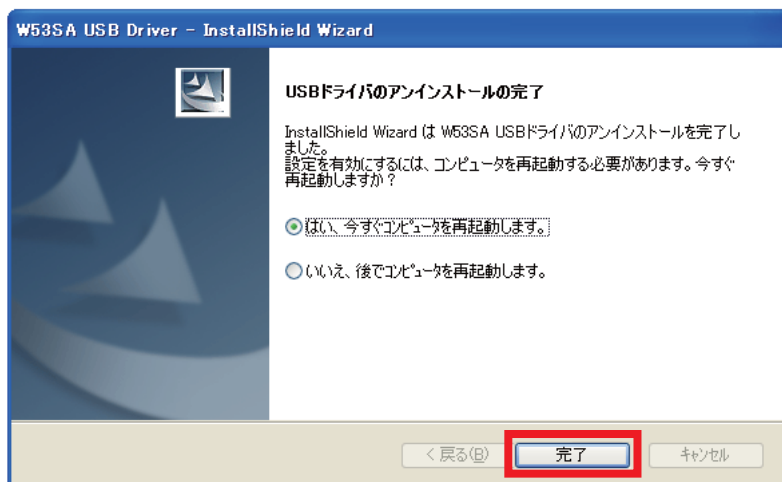 W53SA USB Driver - InstallShield Wizard
USBドライバのアンインストールの完了
InstallShield Wizard は W53SA USBドライバのアンインストールを完了し
ました。
設定を有効にするには、コンピュータを再起動する必要があります。今すぐ
再起動しますか?
はい、今すぐコンピュータを再起動します。
いいえ、後でコンピュータを再起動します。
< 戻る(B)
完了
キャンセル